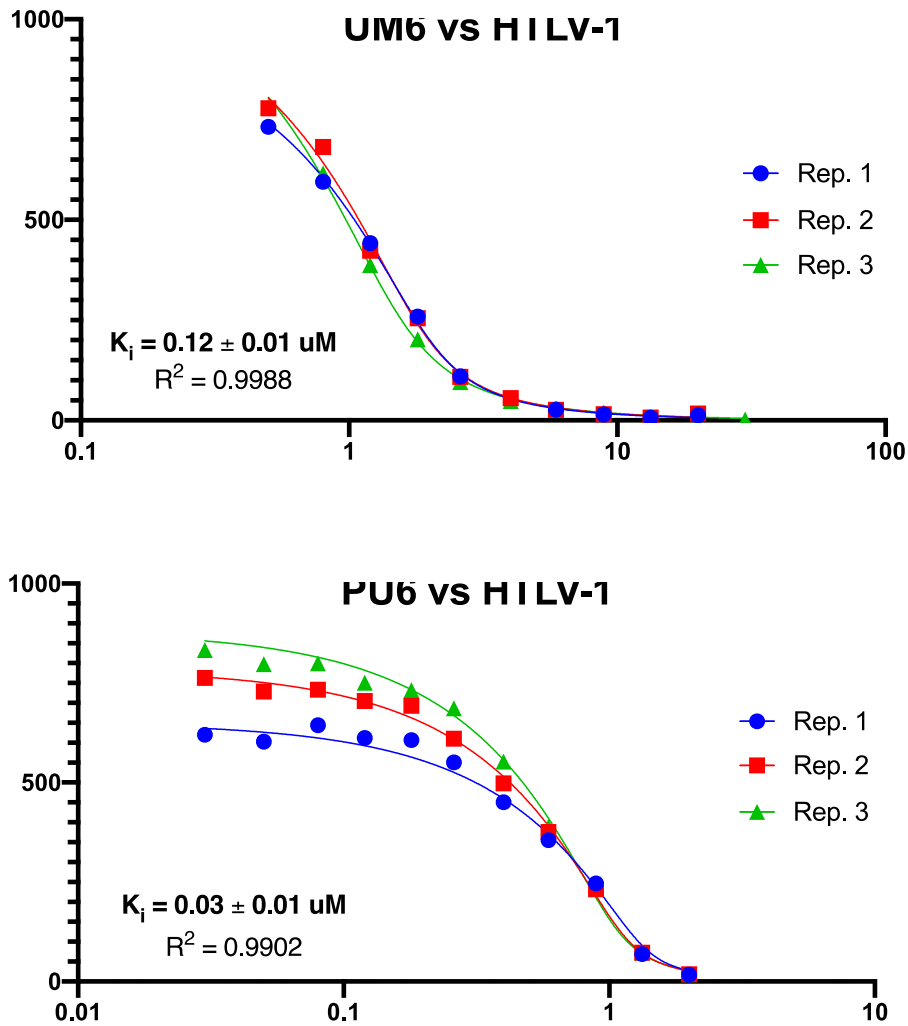 UM6 vs HTLV-1
1000
500
0
0.1
1
10
100
Rep. 1
Rep. 2
Rep. 3
Ki = 0.12 ± 0.01 uM
R² = 0.9988
PU6 vs HTLV-1
1000
500
0
0.01
0.1
1
10
Rep. 1
Rep. 2
Rep. 3
Ki = 0.03 ± 0.01 uM
R² = 0.9902